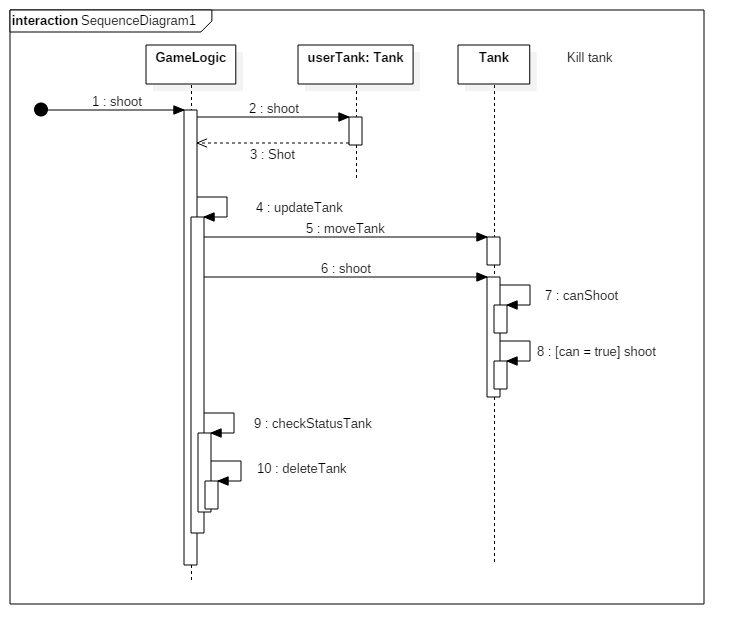 interaction SequenceDiagram1
GameLogic
userTank: Tank
Tank
Kill tank
1 : shoot
2 : shoot
3 : Shot
4 : updateTank
5 : moveTank
6 : shoot
7 : canShoot
8 : [can = true] shoot
9 : checkStatusTank
10 : deleteTank